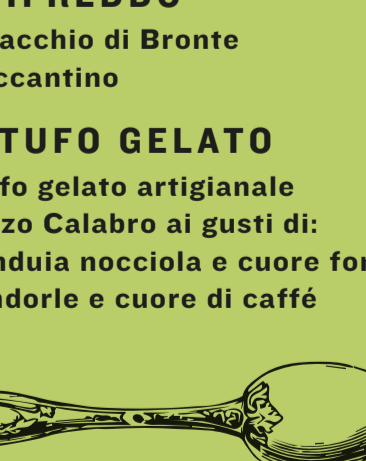 acchio di Bronte
ccantino
TUFO GELATO
fo gelato artigianale
zo Calabro ai gusti di:
nduia nocciola e cuore for
ndorle e cuore di caffé